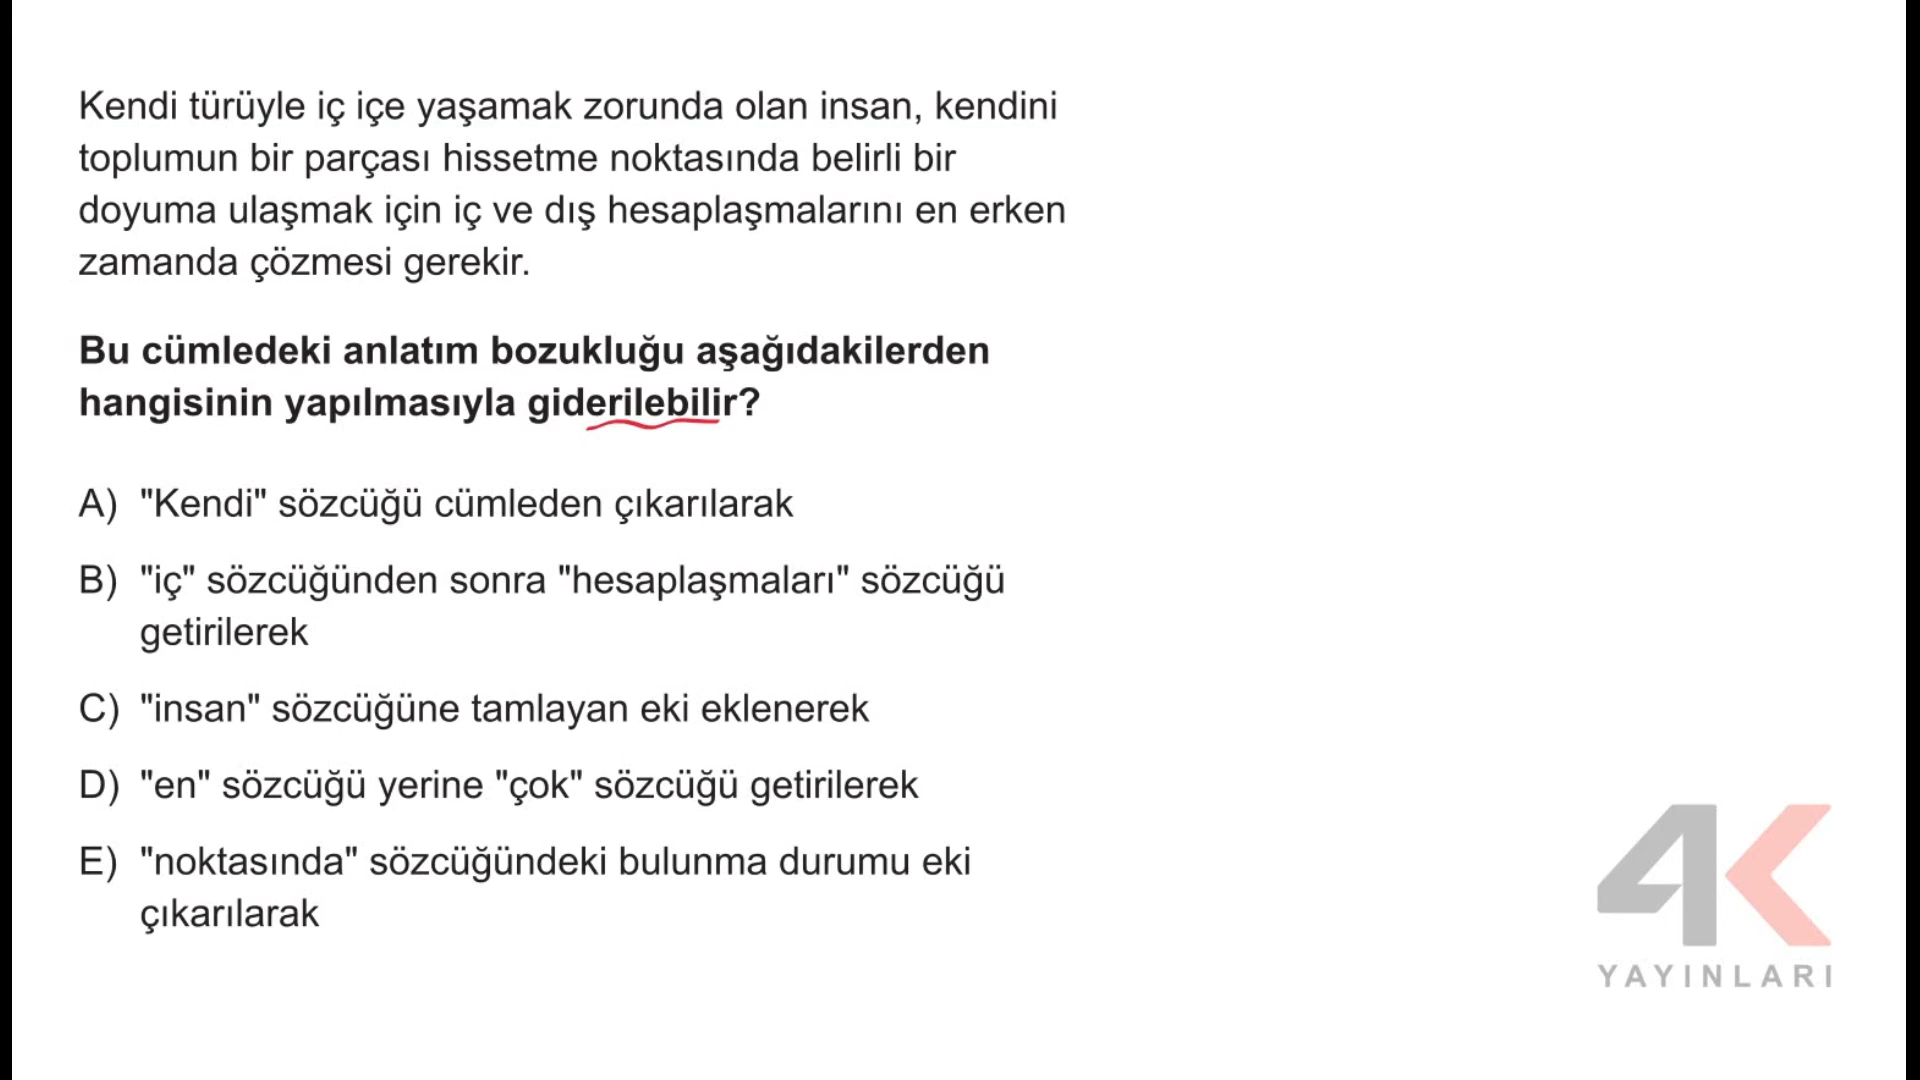 Kendi türüyle iç içe yaşamak zorunda olan insan, kendini
toplumun bir parçası hissetme noktasında belirli bir
doyuma ulaşmak için iç ve dış hesaplaşmalarını en erken
zamanda çözmesi gerekir.
Bu cümledeki anlatım bozukluğu aşağıdakilerden
hangisinin yapılmasıyla giderilebilir?
A) "Kendi" sözcüğü cümleden çıkarılarak
B) "iç" sözcüğünden sonra "hesaplaşmaları" sözcüğü
getirilerek
C) "insan" sözcüğüne tamlayan eki eklenerek
D) "en" sözcüğü yerine "çok" sözcüğü getirilerek
E) "noktasında" sözcüğündeki bulunma durumu eki
çıkarılarak
4K
YAYINLARI